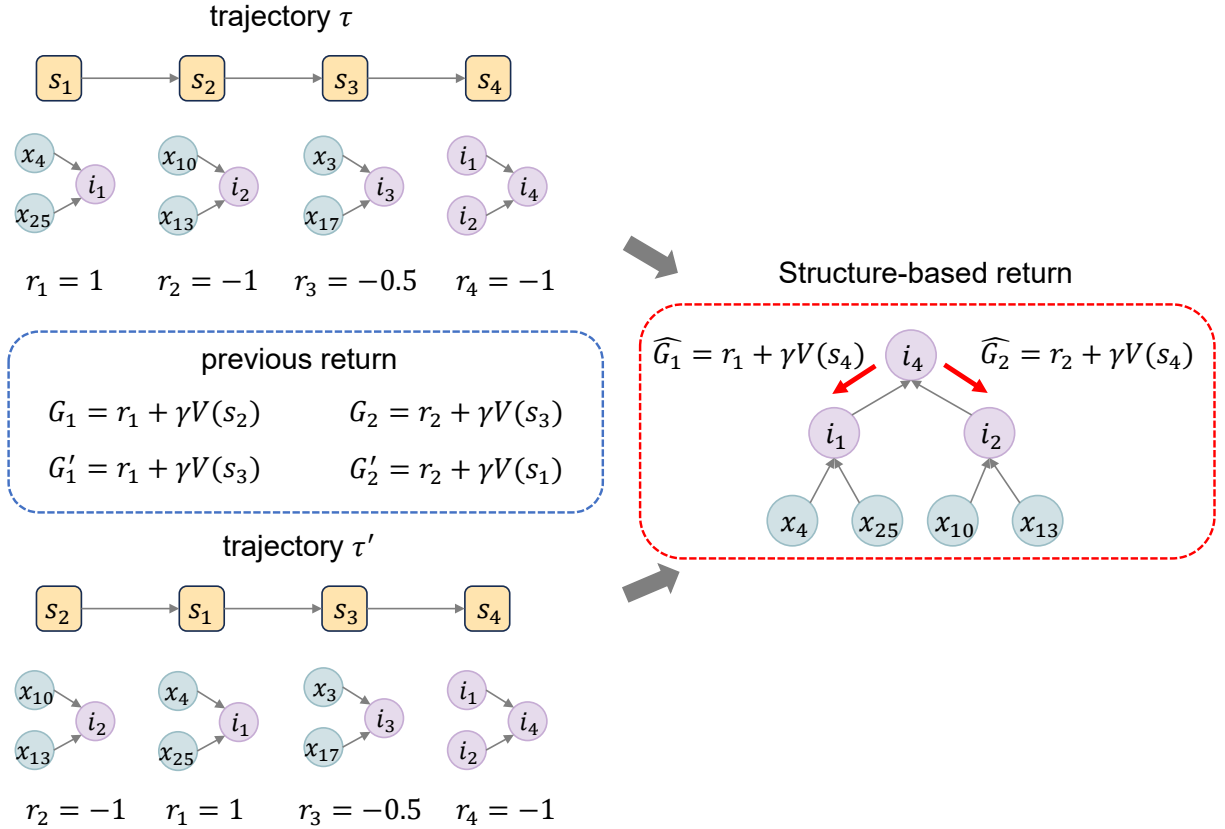 trajectory τ
s₁ s₂ s₃ s₄
x₄ x₁₀ x₃ i₁
i₁ i₂ i₃ i₄
x₂₅ x₁₃ x₁₇ i₂
r₁ = 1 r₂ = −1 r₃ = −0.5 r₄ = −1
previous return
G₁ = r₁ + γV(s₂) G₂ = r₂ + γV(s₃)
G₁′ = r₁ + γV(s₃) G₂′ = r₂ + γV(s₁)
trajectory τ′
s₂ s₁ s₃ s₄
x₁₀ x₄ x₃ i₁
i₂ i₁ i₃ i₄
x₁₃ x₂₅ x₁₇ i₂
r₂ = −1 r₁ = 1 r₃ = −0.5 r₄ = −1
Structure-based return
Ĝ₁ = r₁ + γV(s₄) i₄ Ĝ₂ = r₂ + γV(s₄)
i₁ i₂
x₄ x₂₅ x₁₀ x₁₃